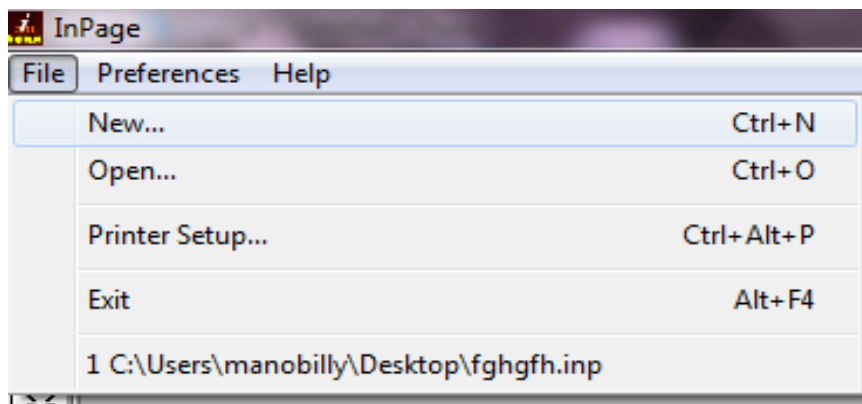 InPage
File Preferences Help
New... Ctrl+N
Open... Ctrl+O
Printer Setup... Ctrl+Alt+P
Exit Alt+F4
1 C:\Users\manobilly\Desktop\fghgfh.inp